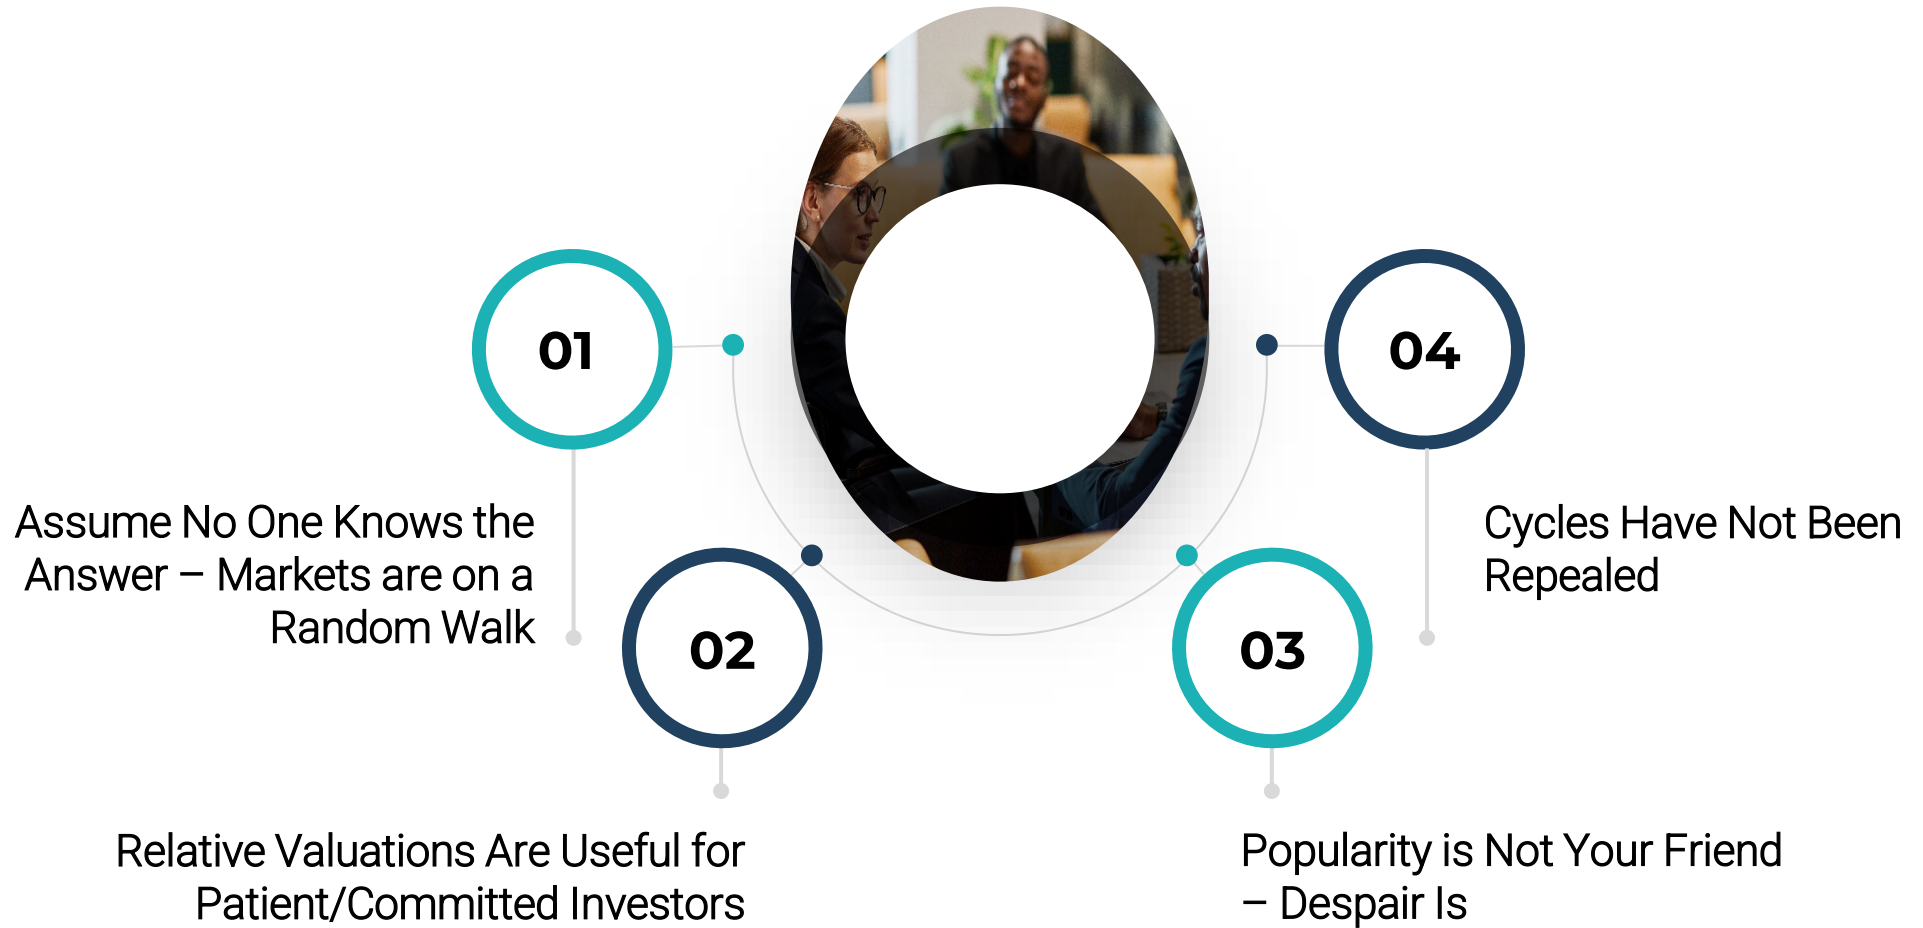 01
Assume No One Knows the
Answer – Markets are on a
Random Walk
02
Relative Valuations Are Useful for
Patient/Committed Investors
03
Popularity is Not Your Friend
– Despair Is
04
Cycles Have Not Been
Repealed